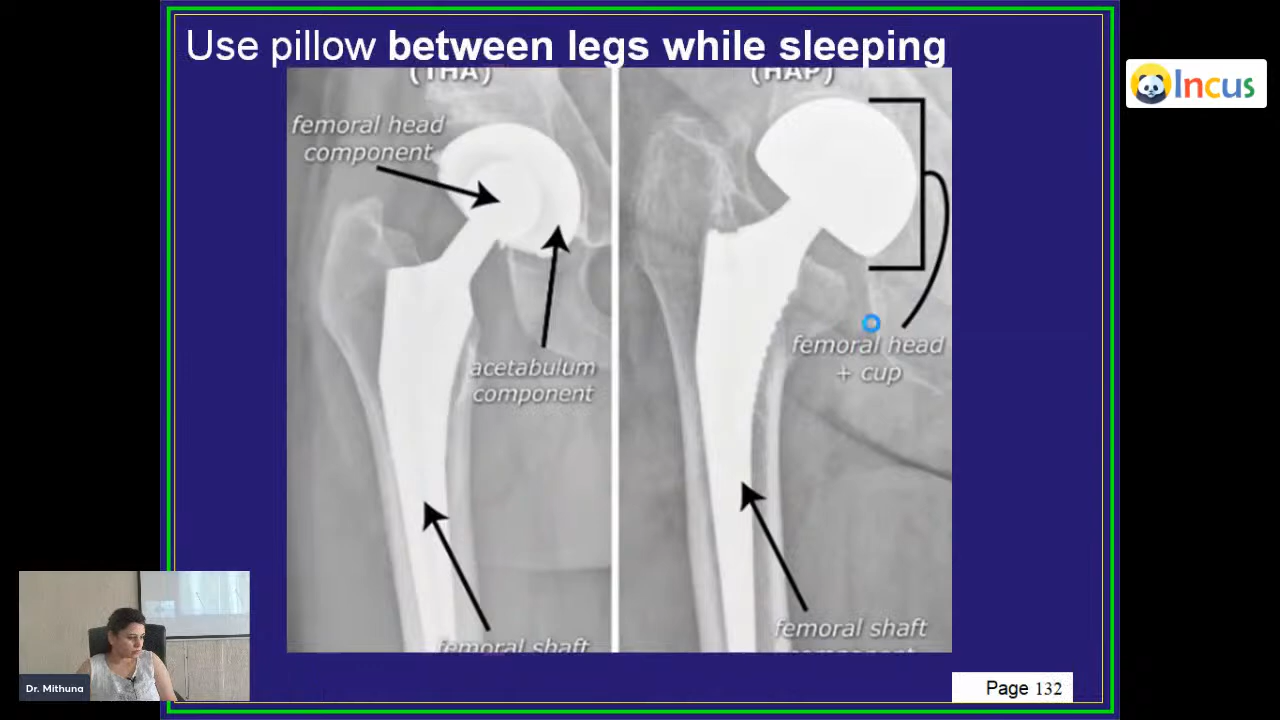 Use pillow between legs while sleeping
Incus
(THA)
(HAP)
femoral head
component
acetabulum
component
femoral head
+ cup
femoral shaft
femoral shaft
Dr. Mithuna
Page 132